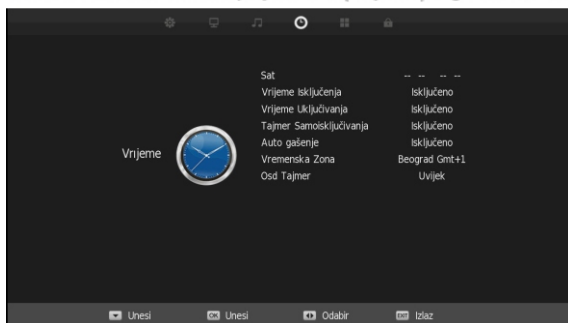 Sat -- -- -- --
Vrijeme Isključenja Isključeno
Vrijeme Uključivanja Isključeno
Tajmer Samoisključivanja Isključeno
Auto gašenje Isključeno
Vrijeme
Vremenska Zona Beograd Gmt+1
Osd Tajmer Uvijek
Unesi OK Unesi Odabir EXIT Izlaz